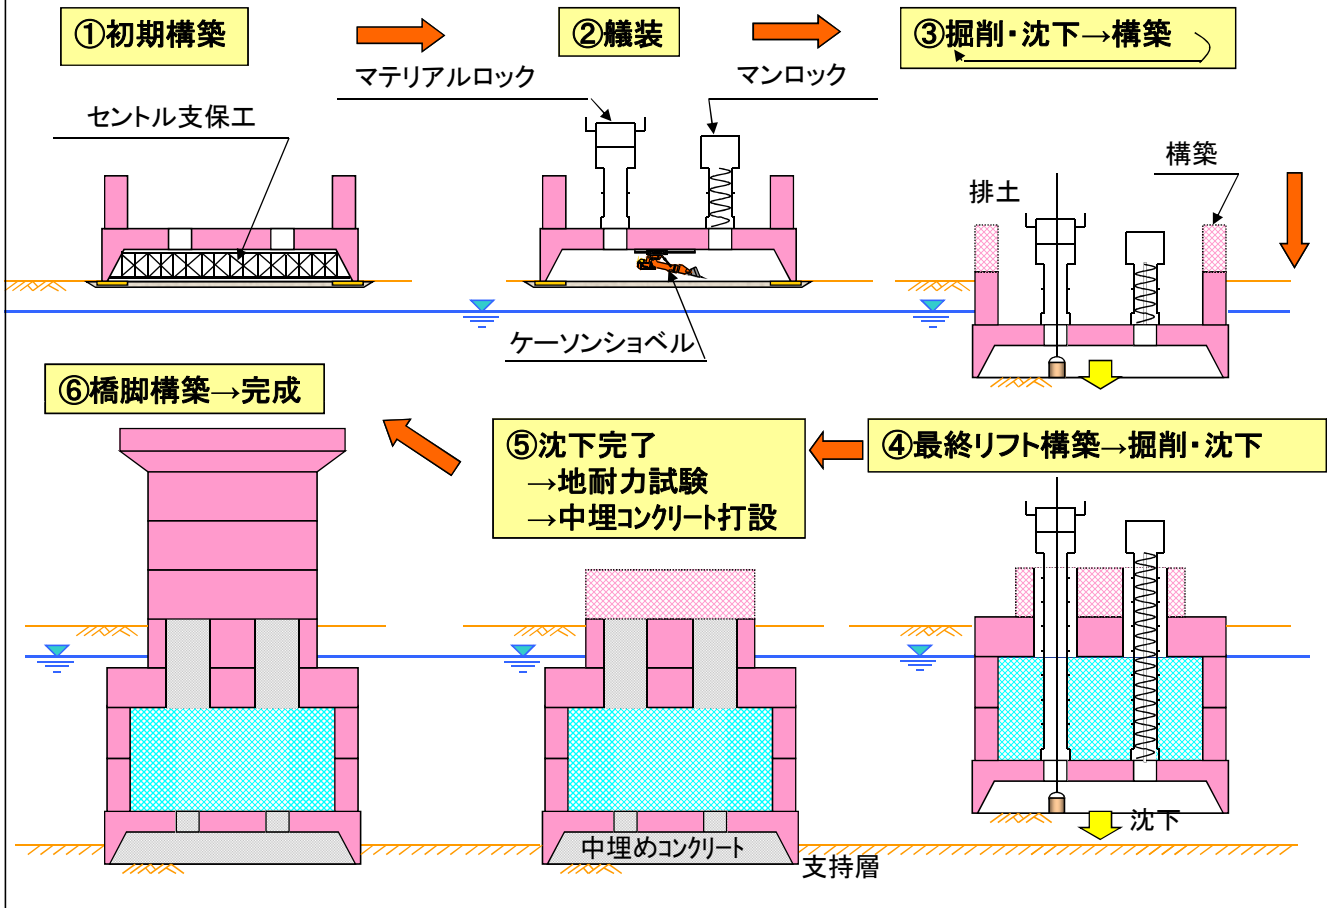 ①初期構築
②艤装
③掘削・沈下→構築
マテリアルロック
マンロック
セントル支保工
構築
排土
ケーソンショベル
⑥橋脚構築→完成
⑤沈下完了
→地耐力試験
→中埋コンクリート打設
④最終リフト構築→掘削・沈下
沈下
中埋めコンクリート
支持層